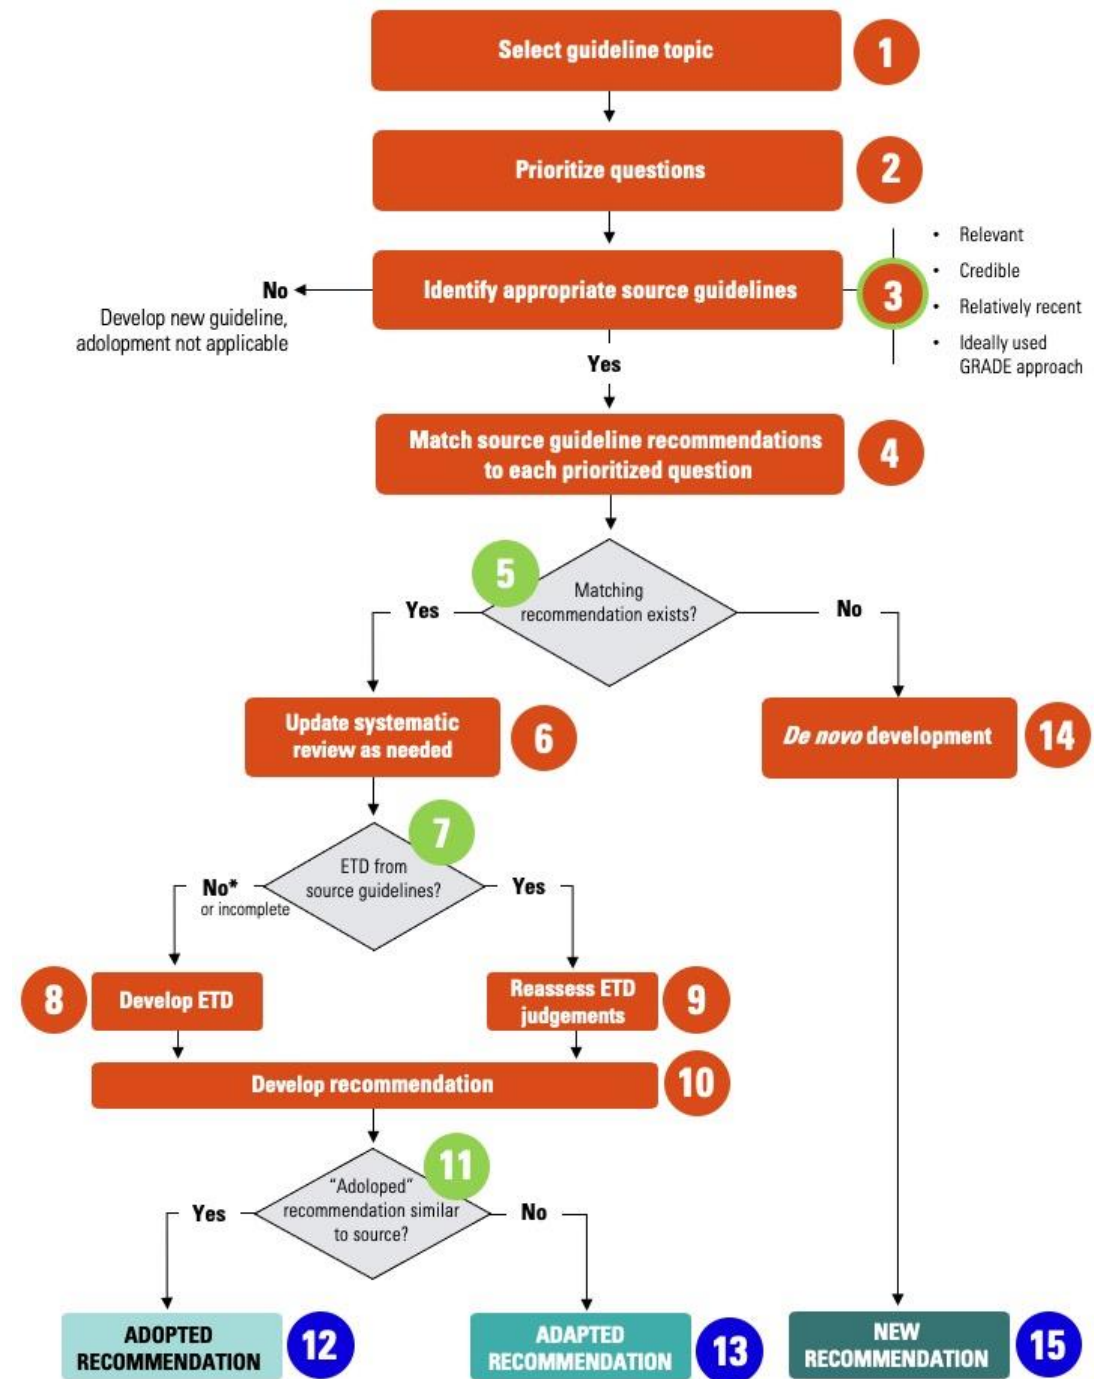 Select guideline topic
1
Prioritize questions
2
Identify appropriate source guidelines
3
• Relevant
• Credible
• Relatively recent
• Ideally used
GRADE approach
No
Develop new guideline,
adolopment not applicable
Yes
Match source guideline recommendations
to each prioritized question
4
5
Matching
recommendation exists?
Yes
No
Update systematic
review as needed
6
De novo development
14
7
ETD from
source guidelines?
No*
or incomplete
Yes
8
Develop ETD
Reassess ETD
judgements
9
Develop recommendation
10
11
“Adoloped”
recommendation similar
to source?
Yes
No
ADOPTED
RECOMMENDATION
12
ADAPTED
RECOMMENDATION
13
NEW
RECOMMENDATION
15